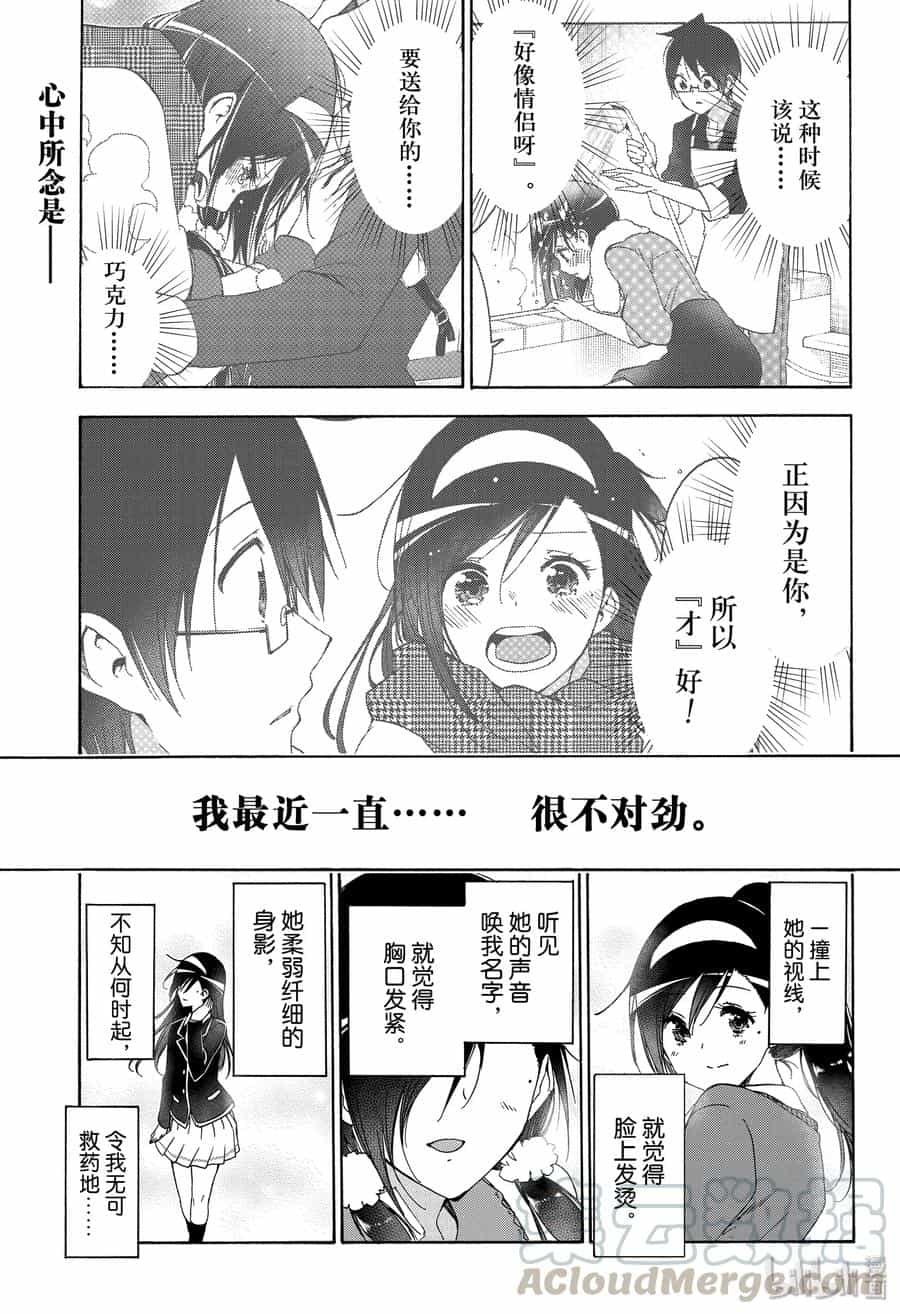 这种时候
该说……
『好像情侣呀』。
要送给你的……
巧克力……
心中所念是——
正因为是你，
所以
『才』好！
我最近一直…… 很不对劲。
一撞上
她的视线，
就觉得
脸上发烫。
听见
她的声音
唤我名字，
就觉得
胸口发紧。
她柔弱纤细的
身影，
不知从何时起，
令我无可
救药地……
集云数据
ACloudMerge.com